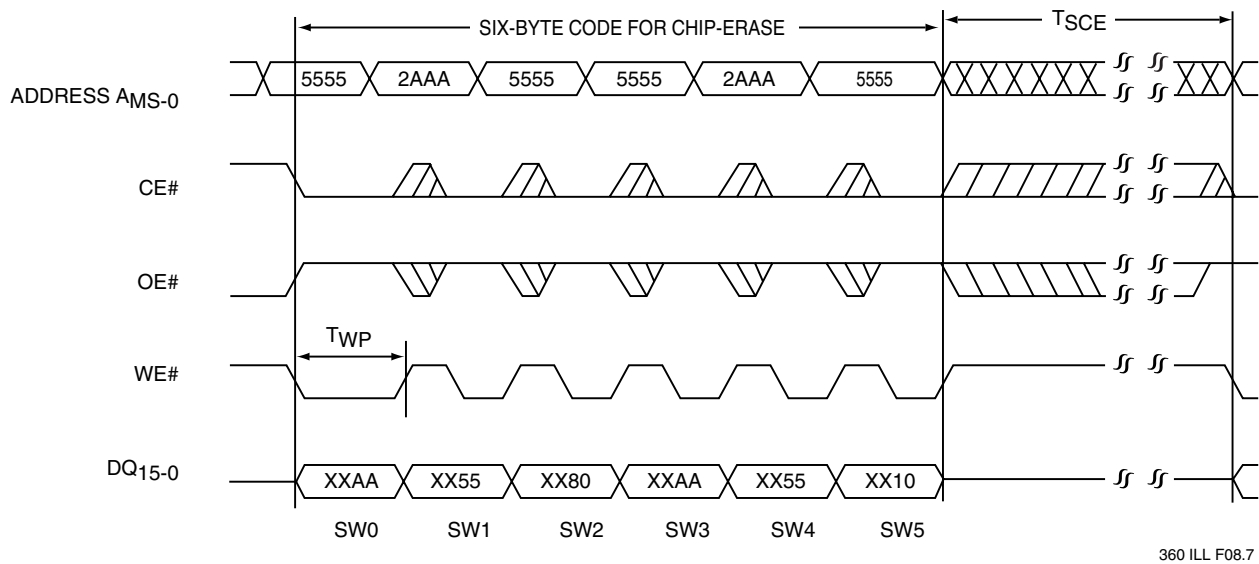 SIX-BYTE CODE FOR CHIP-ERASE TSCE
ADDRESS AMS-0 5555 2AAA 5555 5555 2AAA 5555
CE#
OE#
TWP
WE#
DQ15-0 XXAA XX55 XX80 XXAA XX55 XX10
SW0 SW1 SW2 SW3 SW4 SW5
360 ILL F08.7